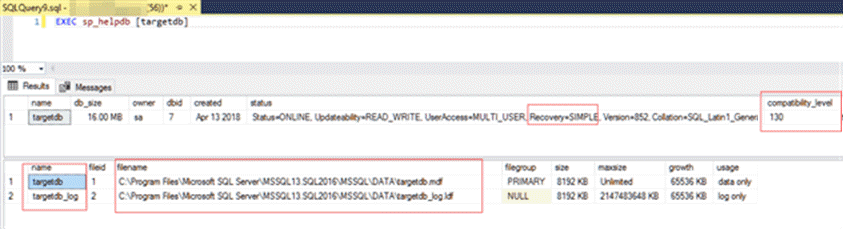 SQLQuery9.sql - (56))*
1 EXEC sp_helpdb [targetdb]
100 %
Results Messages
name db_size owner dbid created status compatibility_level
1 targetdb 16.00 MB sa 7 Apr 13 2018 Status=ONLINE, Updateability=READ_WRITE, UserAccess=MULTI_USER, Recovery=SIMPLE, Version=852, Collation=SQL_Latin1_Gener 130
name fileid filename filegroup size maxsize growth usage
1 targetdb 1 C:\Program Files\Microsoft SQL Server\MSSQL13.SQL2016\MSSQL\DATA\targetdb.mdf PRIMARY 8192 KB Unlimited 65536 KB data only
2 targetdb_log 2 C:\Program Files\Microsoft SQL Server\MSSQL13.SQL2016\MSSQL\DATA\targetdb_log.ldf NULL 8192 KB 2147483648 KB 65536 KB log only